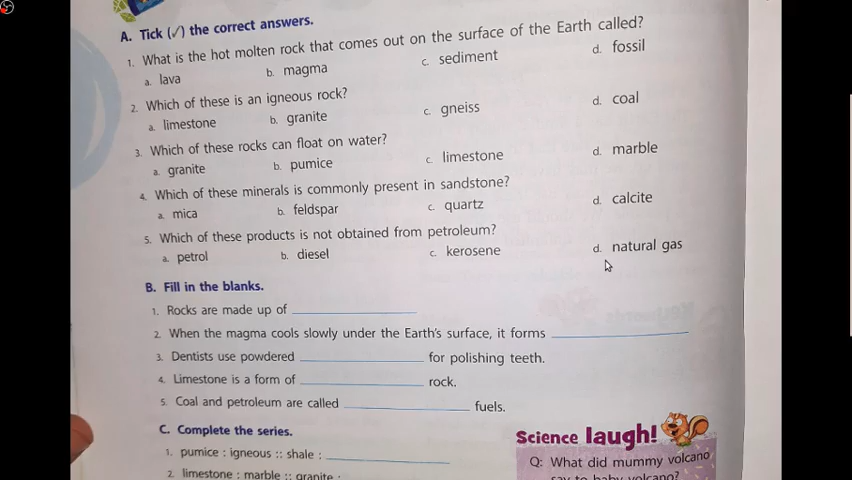 A. Tick (✓) the correct answers.
1. What is the hot molten rock that comes out on the surface of the Earth called?
a. lava b. magma c. sediment d. fossil
2. Which of these is an igneous rock?
a. limestone b. granite c. gneiss d. coal
3. Which of these rocks can float on water?
a. granite b. pumice c. limestone d. marble
4. Which of these minerals is commonly present in sandstone?
a. mica b. feldspar c. quartz d. calcite
5. Which of these products is not obtained from petroleum?
a. petrol b. diesel c. kerosene d. natural gas
B. Fill in the blanks.
1. Rocks are made up of
2. When the magma cools slowly under the Earth's surface, it forms
3. Dentists use powdered for polishing teeth.
4. Limestone is a form of rock.
5. Coal and petroleum are called fuels.
C. Complete the series.
1. pumice : igneous :: shale :
2. limestone : marble :: granite :
Science laugh!
Q: What did mummy volcano
say to baby volcano?